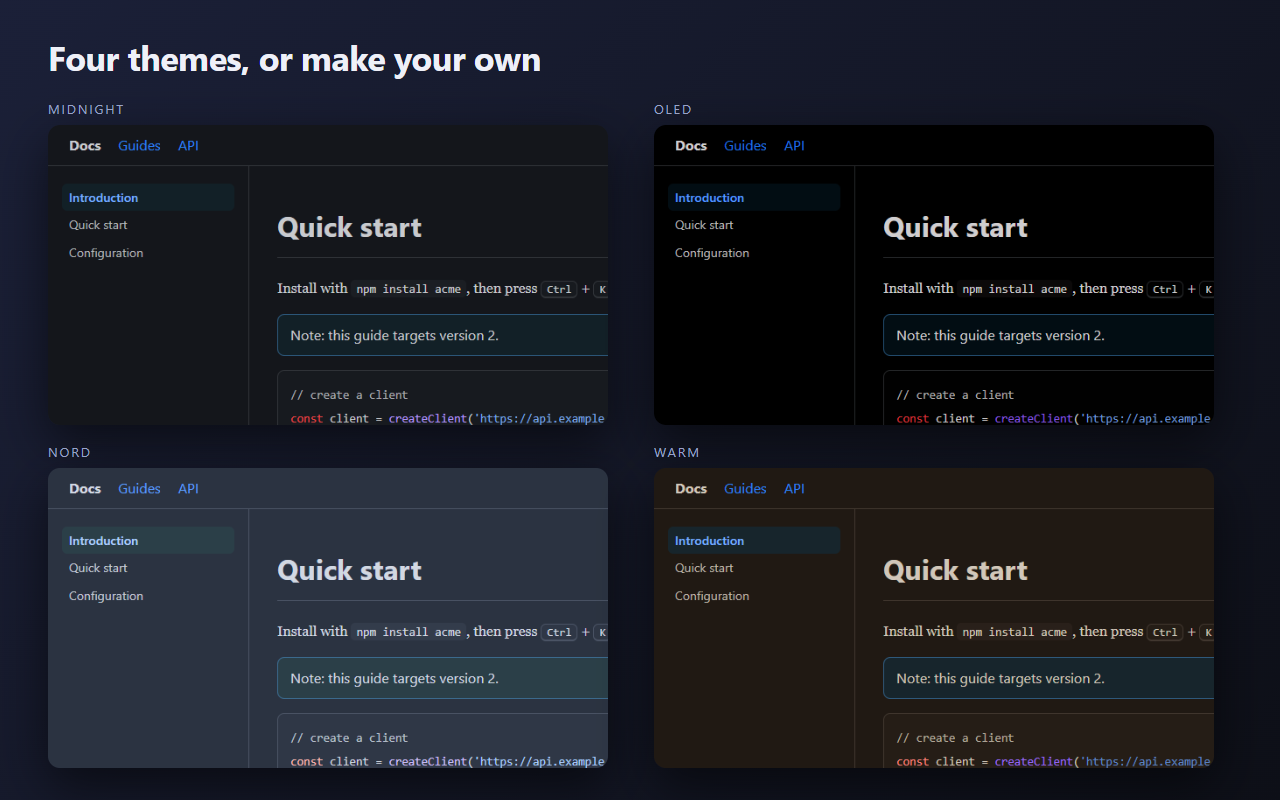 Four themes, or make your own
MIDNIGHT
Docs Guides API
Introduction
Quick start
Configuration
Quick start
Install with npm install acme, then press Ctrl + K
Note: this guide targets version 2.
// create a client
const client = createClient('https://api.example
OLED
Docs Guides API
Introduction
Quick start
Configuration
Quick start
Install with npm install acme, then press Ctrl + K
Note: this guide targets version 2.
// create a client
const client = createClient('https://api.example
NORD
Docs Guides API
Introduction
Quick start
Configuration
Quick start
Install with npm install acme, then press Ctrl + K
Note: this guide targets version 2.
// create a client
const client = createClient('https://api.example
WARM
Docs Guides API
Introduction
Quick start
Configuration
Quick start
Install with npm install acme, then press Ctrl + K
Note: this guide targets version 2.
// create a client
const client = createClient('https://api.example